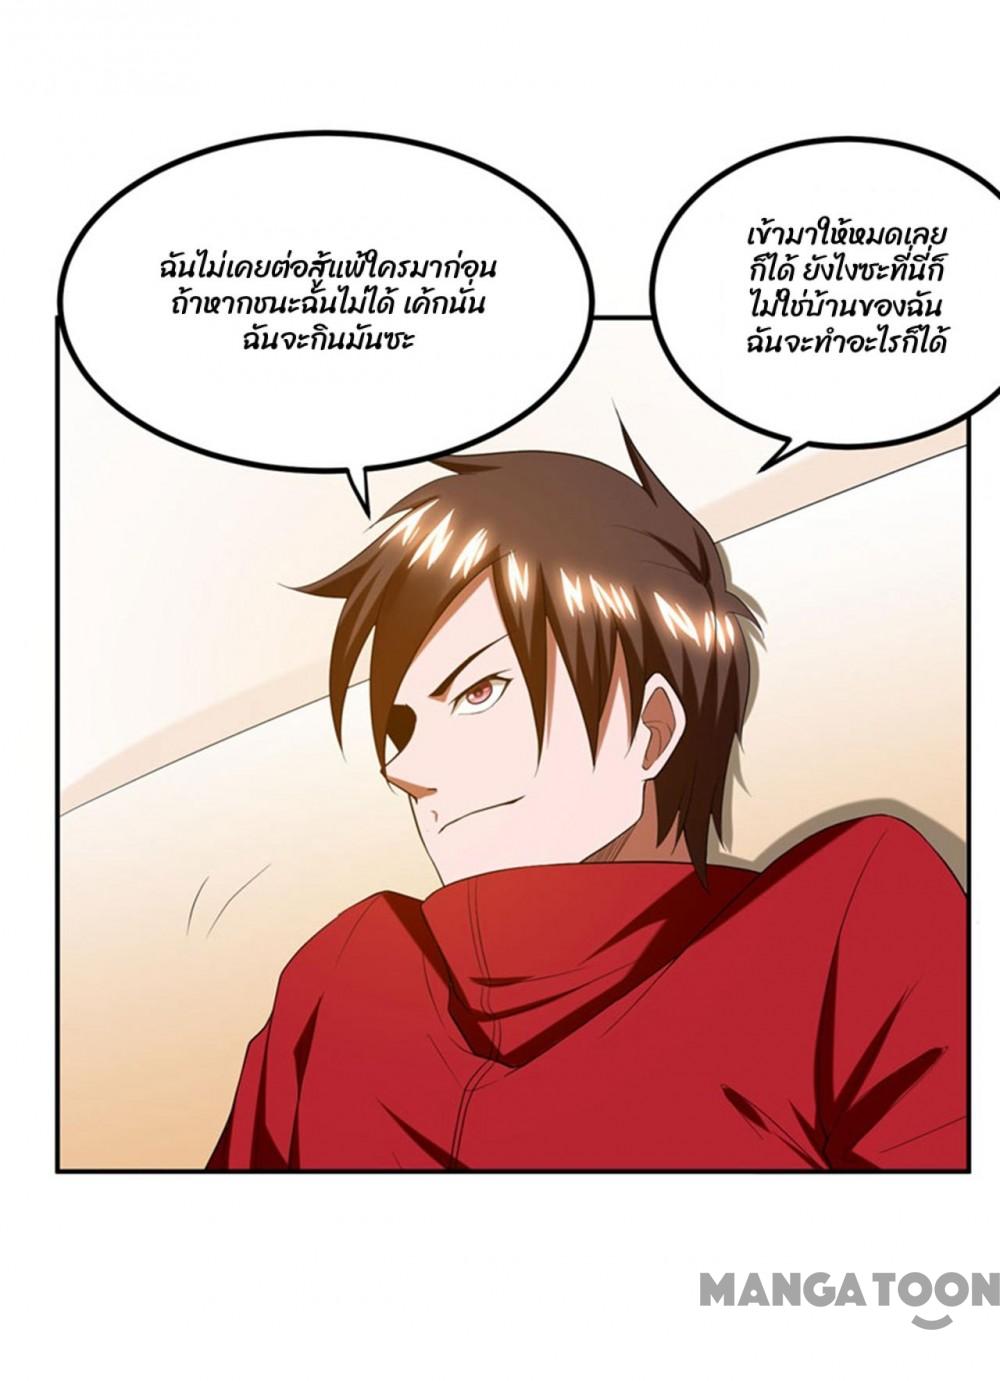 ฉันไม่เคยต่อสู้แพ้ใครมาก่อน
ถ้าหากชนะฉันไม่ได้ เค้กนั่น
ฉันจะกินมันซะ
เข้ามาให้หมดเลย
ก็ได้ ยังไงซะที่นี่ก็
ไม่ใช่บ้านของฉัน
ฉันจะทำอะไรก็ได้
MANGATOON